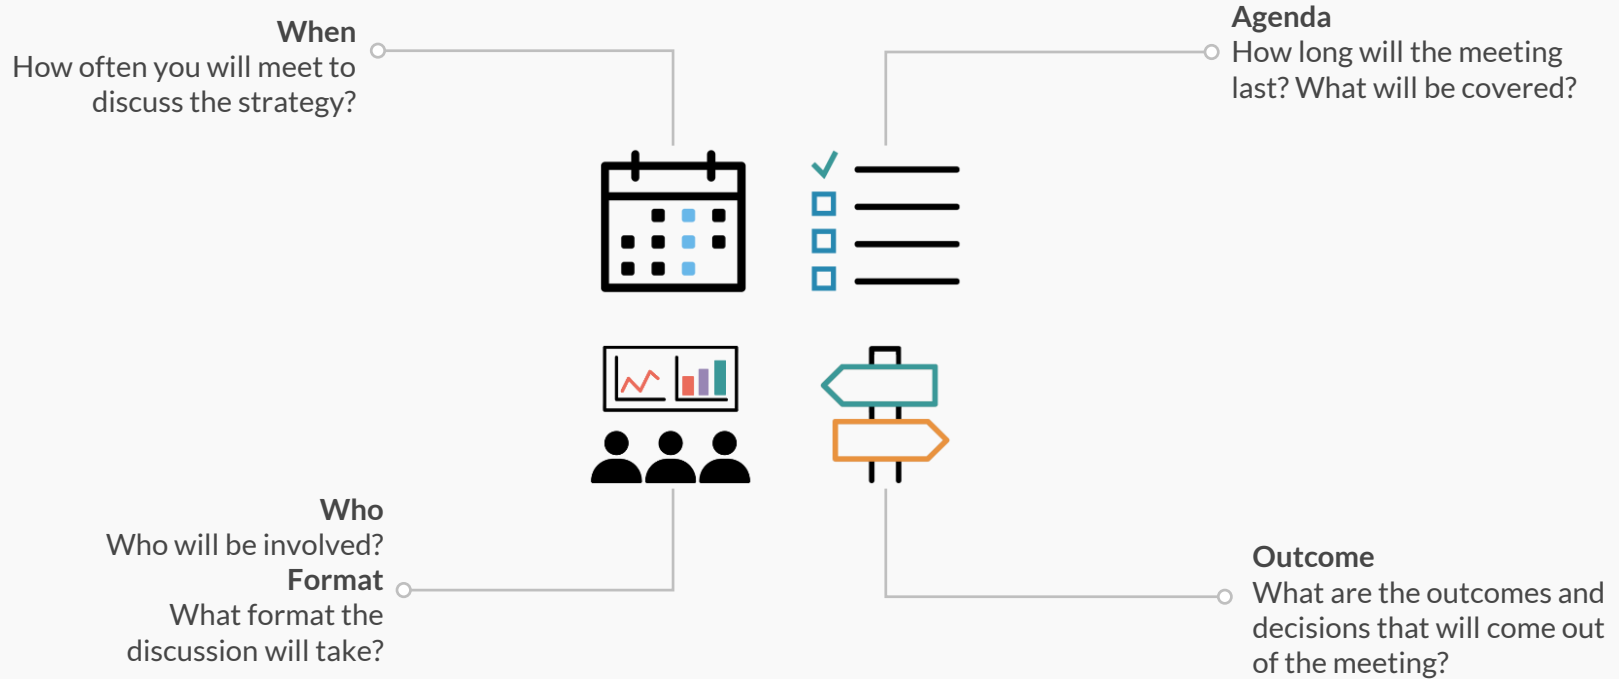 When
How often you will meet to
discuss the strategy?
Agenda
How long will the meeting
last? What will be covered?
Who
Who will be involved?
Format
What format the
discussion will take?
Outcome
What are the outcomes and
decisions that will come out
of the meeting?